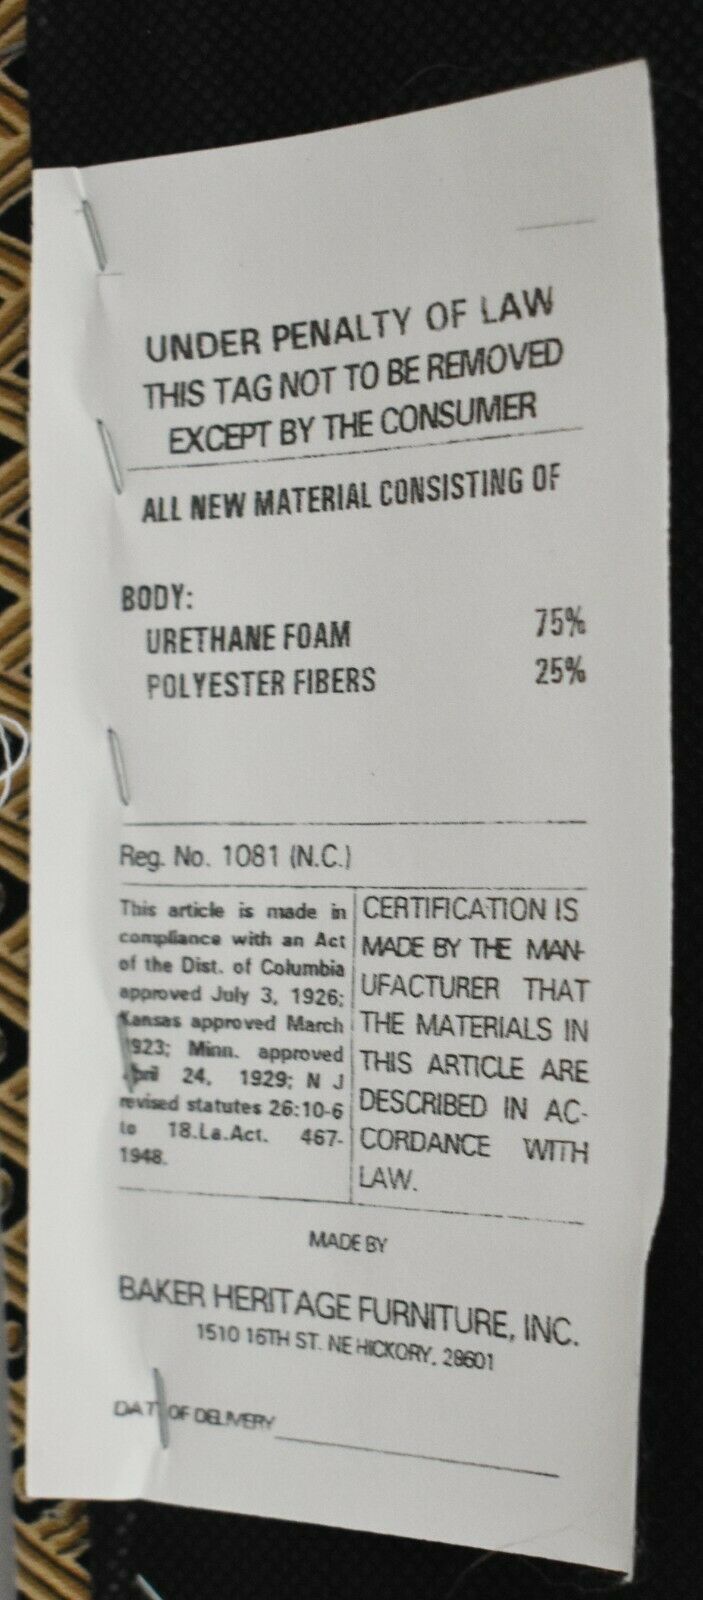 UNDER PENALTY OF LAW
THIS TAG NOT TO BE REMOVED
EXCEPT BY THE CONSUMER
ALL NEW MATERIAL CONSISTING OF
BODY:
URETHANE FOAM 75%
POLYESTER FIBERS 25%
Reg. No. 1081 (N.C.)
This article is made in
compliance with an Act
of the Dist. of Columbia
approved July 3, 1926;
Kansas approved March
1923; Minn. approved
April 24, 1929; N J
revised statutes 26:10-6
to 18.La.Act. 467-
1948.
CERTIFICATION IS
MADE BY THE MAN-
UFACTURER THAT
THE MATERIALS IN
THIS ARTICLE ARE
DESCRIBED IN AC-
CORDANCE WITH
LAW.
MADE BY
BAKER HERITAGE FURNITURE, INC.
1510 16TH ST. NE HICKORY, 28601
DATE OF DELIVERY